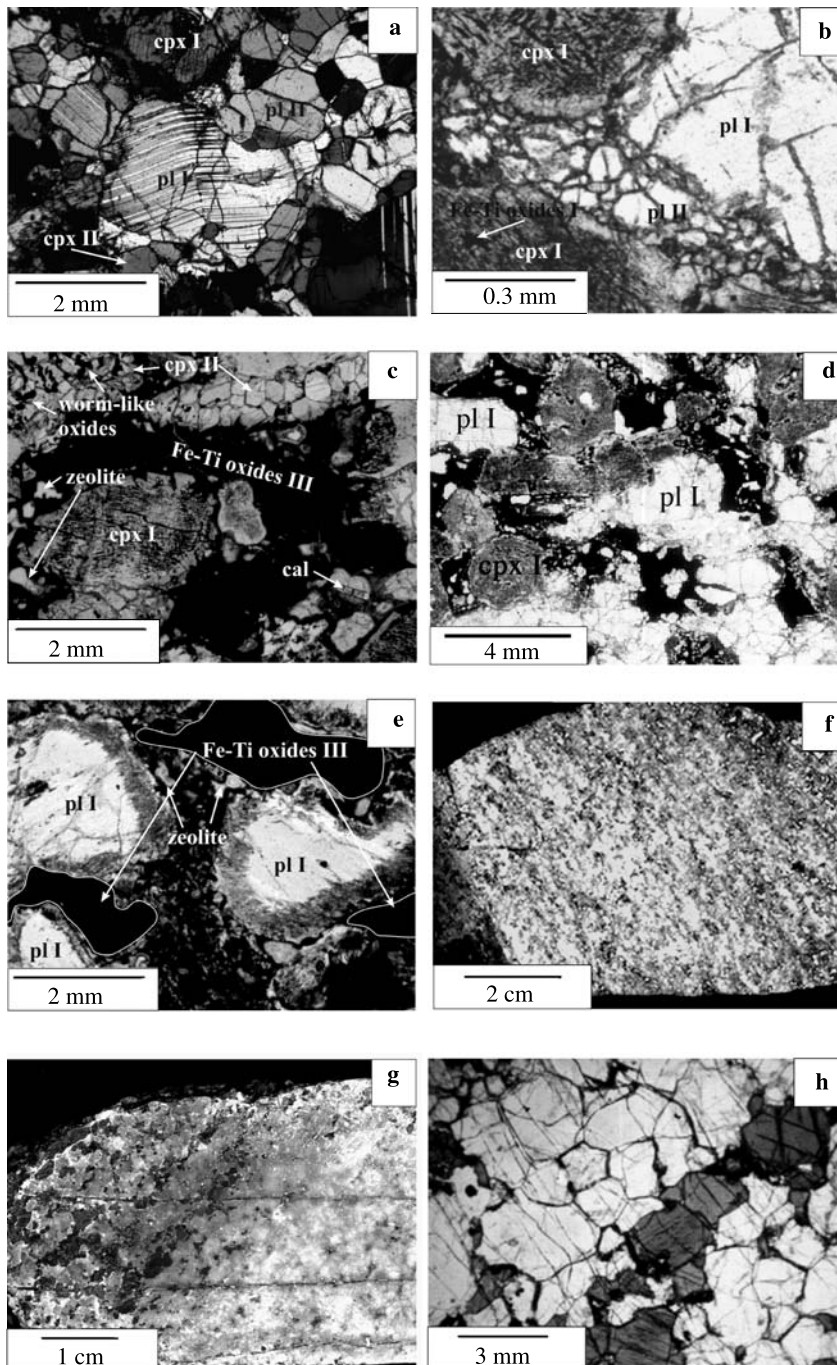 a
cpx I
pl II
pl I
cpx II
2 mm
b
cpx I
pl I
pl II
Fe-Ti oxides I
cpx I
0.3 mm
c
cpx II
worm-like
oxides
Fe-Ti oxides III
zeolite
cpx I
cal
2 mm
d
pl I
pl I
cpx I
4 mm
e
Fe-Ti oxides III
pl I
zeolite
pl I
pl I
2 mm
f
2 cm
g
1 cm
h
3 mm